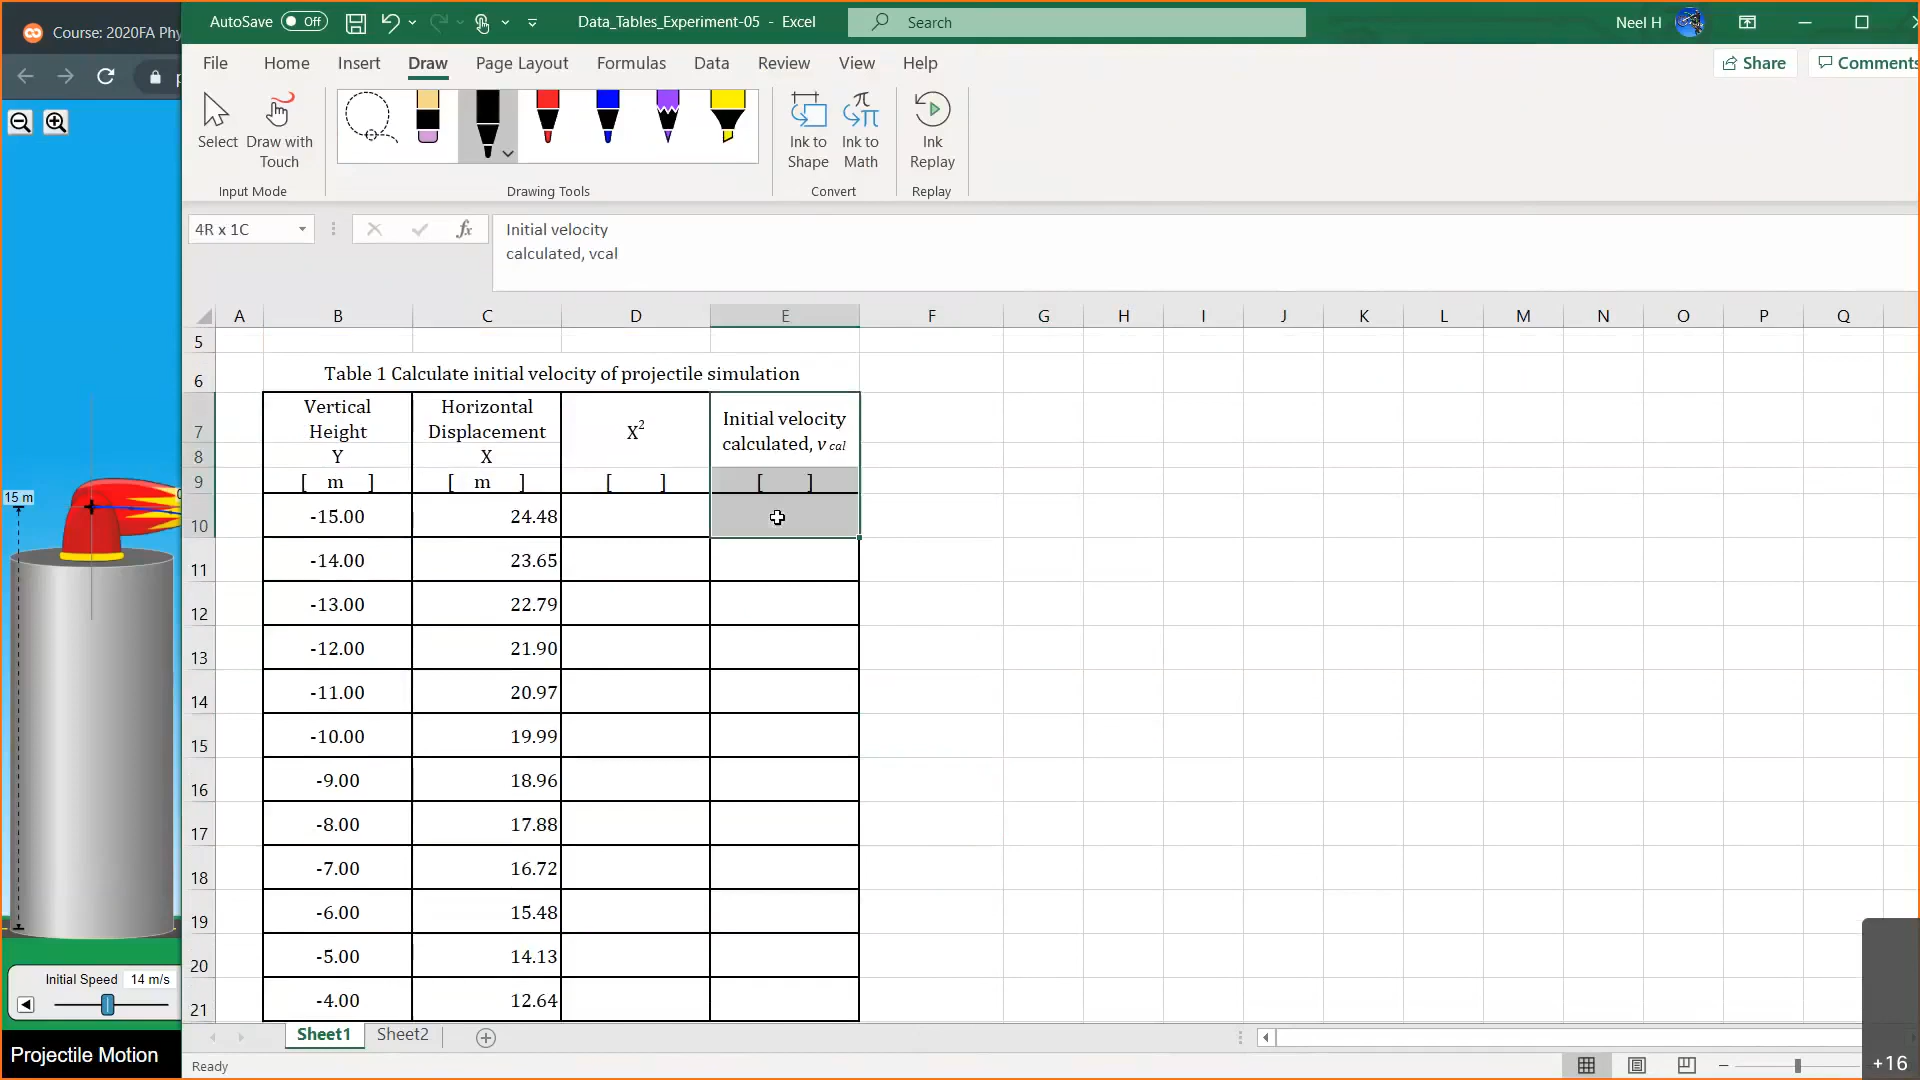 Course: 2020FA Phy
AutoSave Off
Data_Tables_Experiment-05 - Excel
Search
Neel H
File Home Insert Draw Page Layout Formulas Data Review View Help
Share
Comments
Select
Draw with
Touch
Ink to
Shape
Ink to
Math
Ink
Replay
Input Mode
Drawing Tools
Convert
Replay
4R x 1C
fx
Initial velocity
calculated, vcal
A B C D E F G H I J K L M N O P Q
5
6 Table 1 Calculate initial velocity of projectile simulation
7
8
9
Vertical
Height
Y
[ m ]
Horizontal
Displacement
X
[ m ]
X²
[ ]
Initial velocity
calculated, v cal
[ ]
10 -15.00 24.48
11 -14.00 23.65
12 -13.00 22.79
13 -12.00 21.90
14 -11.00 20.97
15 -10.00 19.99
16 -9.00 18.96
17 -8.00 17.88
18 -7.00 16.72
19 -6.00 15.48
20 -5.00 14.13
21 -4.00 12.64
15 m
Initial Speed 14 m/s
Projectile Motion
Sheet1 Sheet2
Ready
+16